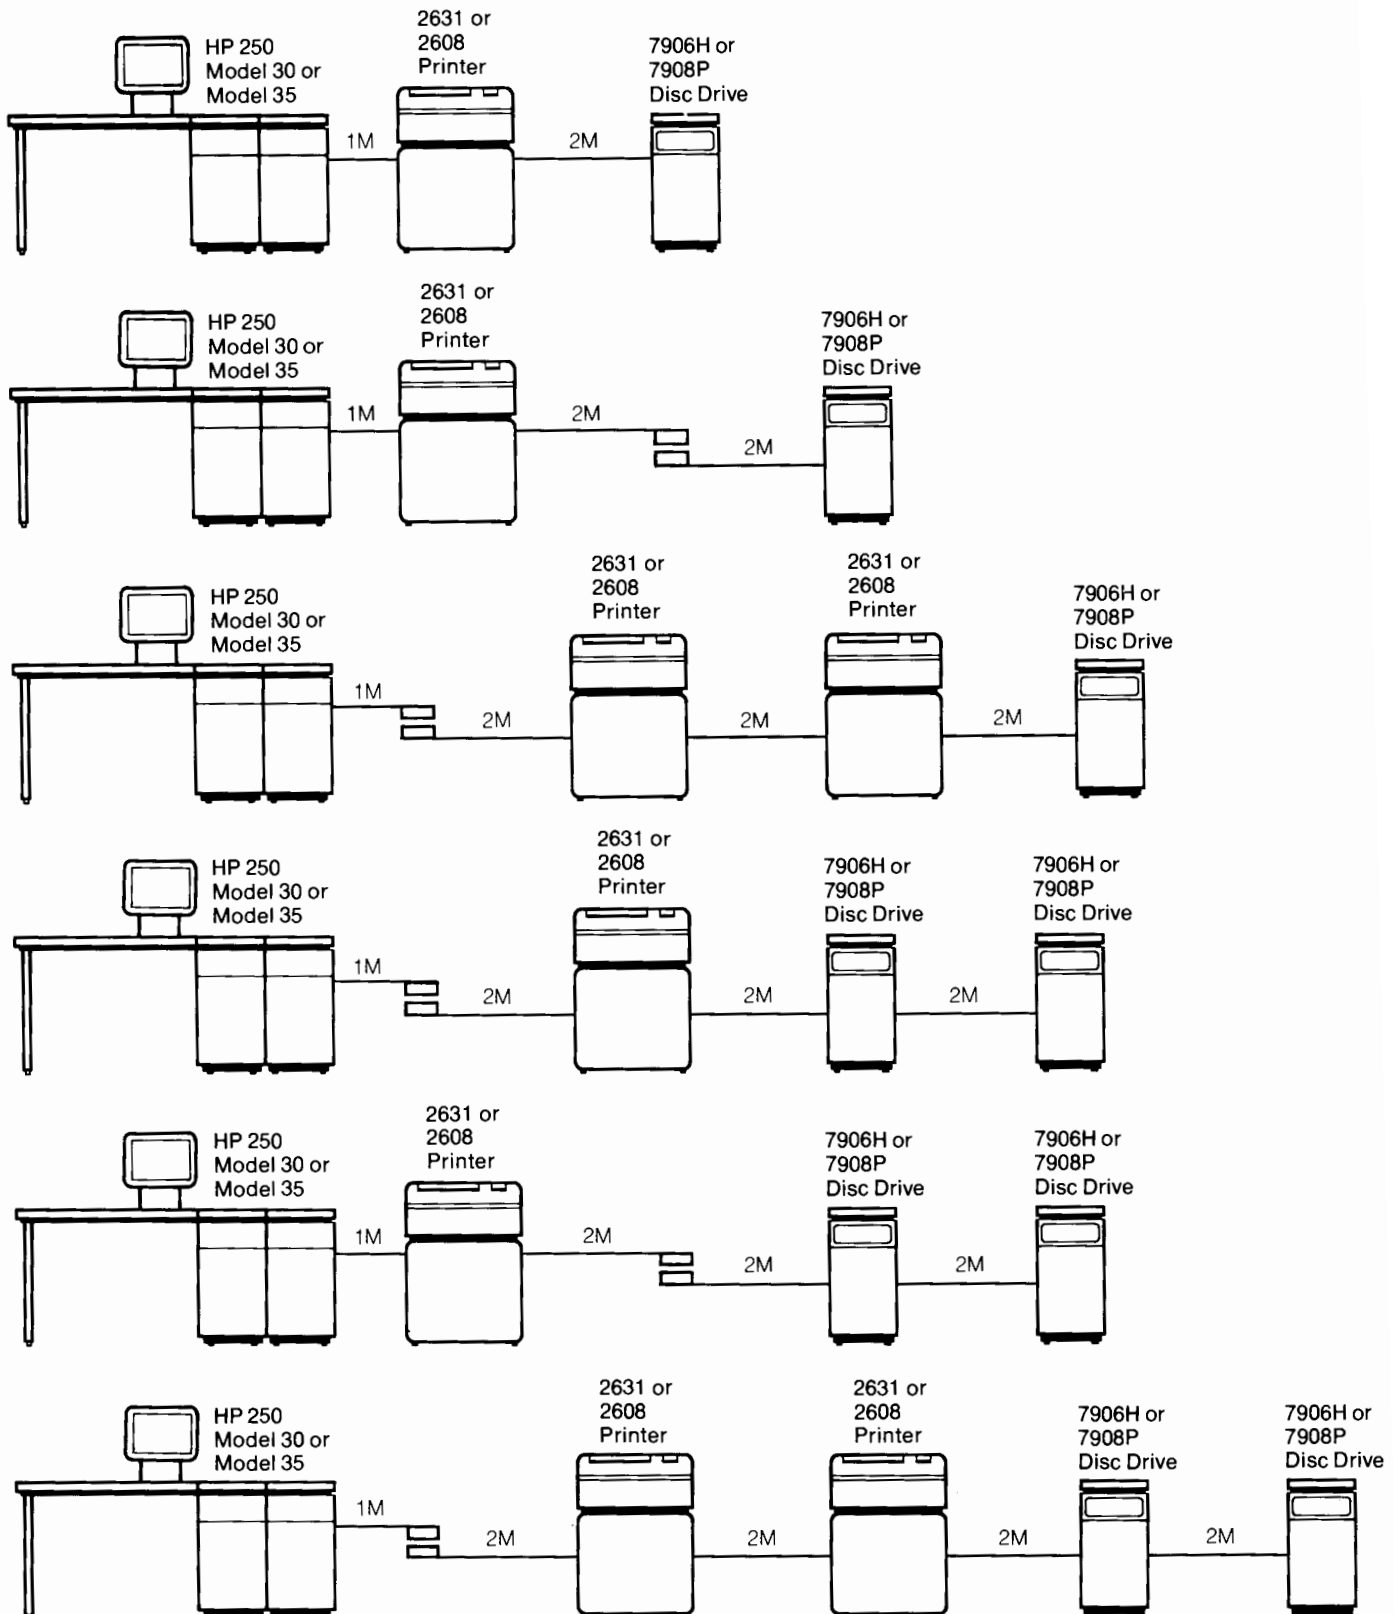 HP 250
Model 30 or
Model 35
1M
2631 or
2608
Printer
2M
7906H or
7908P
Disc Drive
HP 250
Model 30 or
Model 35
1M
2631 or
2608
Printer
2M
2M
7906H or
7908P
Disc Drive
HP 250
Model 30 or
Model 35
1M
2M
2631 or
2608
Printer
2M
2631 or
2608
Printer
2M
7906H or
7908P
Disc Drive
HP 250
Model 30 or
Model 35
1M
2M
2631 or
2608
Printer
2M
7906H or
7908P
Disc Drive
2M
7906H or
7908P
Disc Drive
HP 250
Model 30 or
Model 35
1M
2631 or
2608
Printer
2M
2M
7906H or
7908P
Disc Drive
2M
7906H or
7908P
Disc Drive
HP 250
Model 30 or
Model 35
1M
2M
2631 or
2608
Printer
2M
2631 or
2608
Printer
2M
7906H or
7908P
Disc Drive
2M
7906H or
7908P
Disc Drive